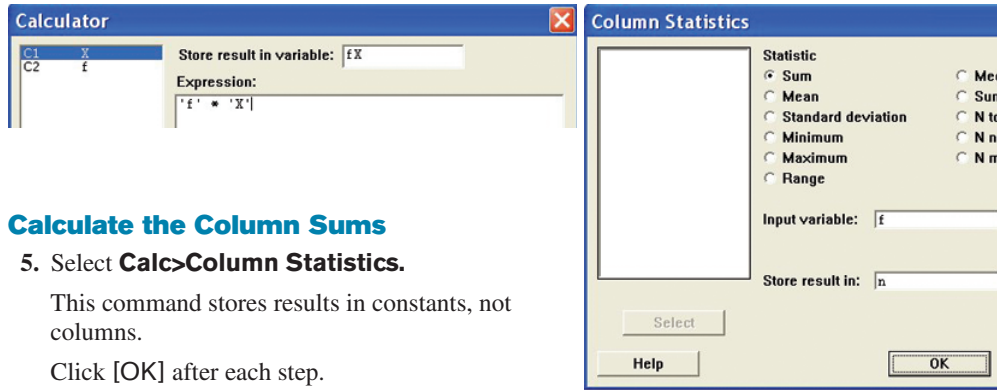 Calculator
C1 X
C2 f
Store result in variable: fX
Expression:
'f' * 'X'
Calculate the Column Sums
5. Select Calc>Column Statistics.
This command stores results in constants, not
columns.
Click [OK] after each step.
Column Statistics
Statistic
Sum
Mean
Standard deviation
N to
Minimum
N n
Maximum
N m
Range
Input variable: f
Store result in: n
Select
Help
OK